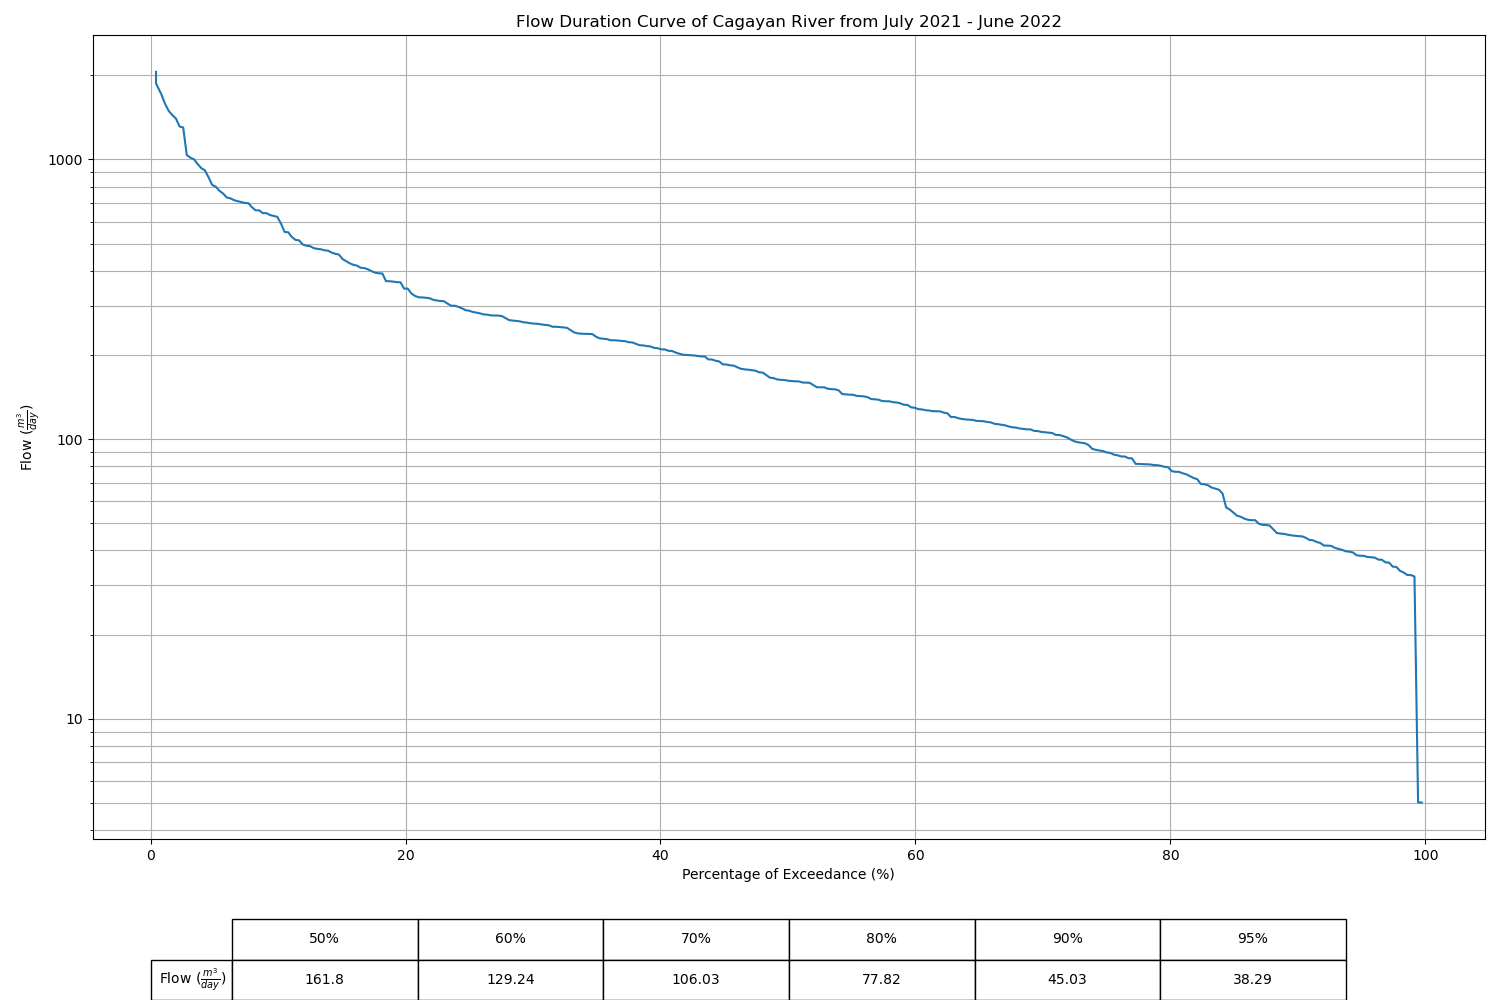 Flow Duration Curve of Cagayan River from July 2021 - June 2022
1000
100
10
Flow (m³/day)
0 20 40 60 80 100
Percentage of Exceedance (%)
50% 60% 70% 80% 90% 95%
Flow (m³/day) 161.8 129.24 106.03 77.82 45.03 38.29